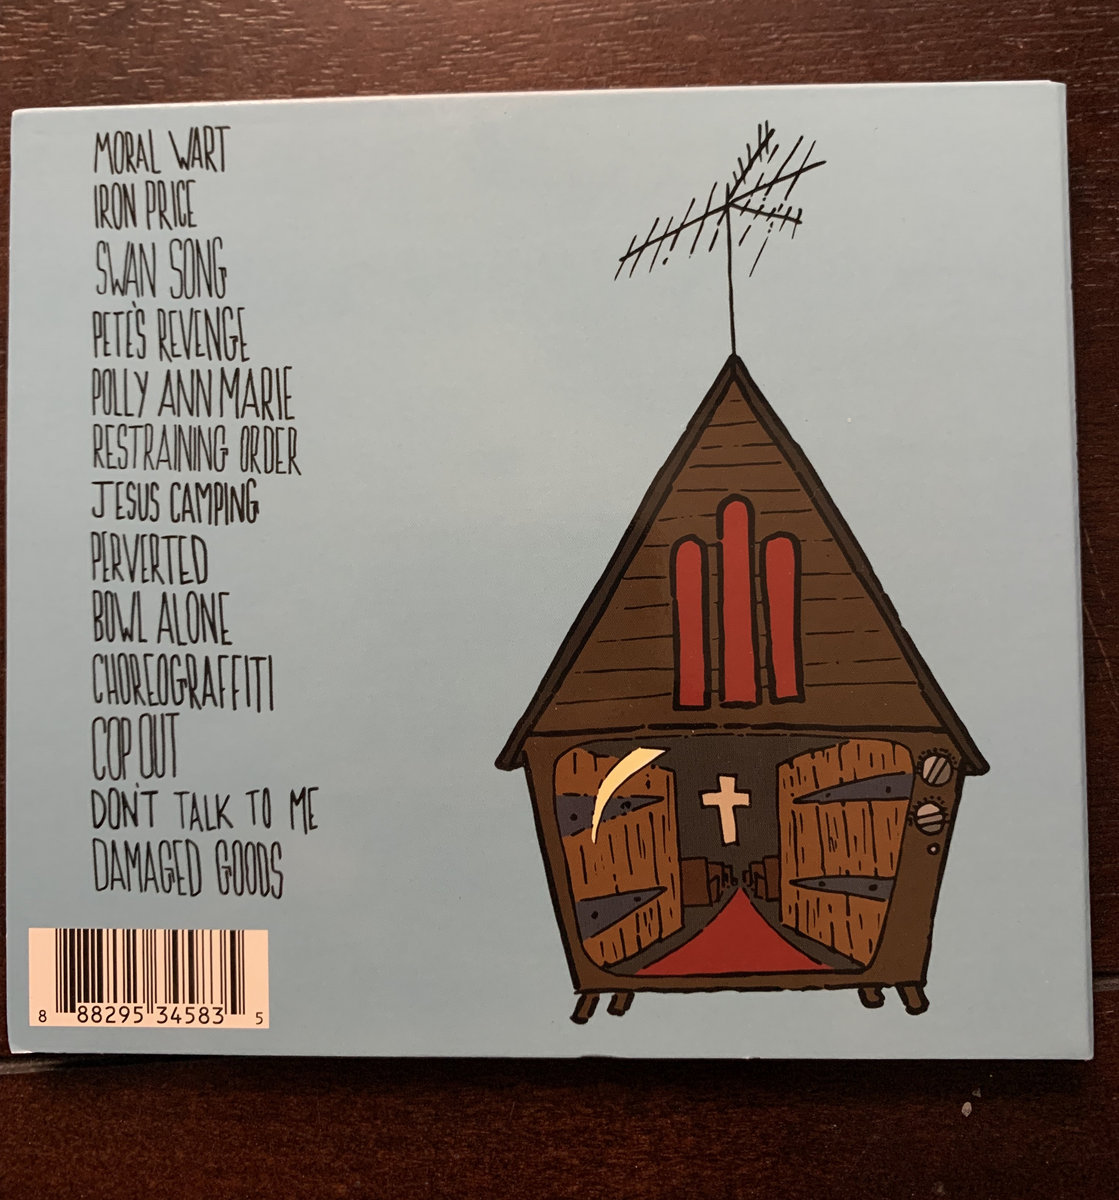 MORAL WART
IRON PRICE
SWAN SONG
PETE'S REVENGE
POLLY ANN MARIE
RESTRAINING ORDER
JESUS CAMPING
PERVERTED
BOWL ALONE
CHOREOGRAFFITI
COP OUT
DON'T TALK TO ME
DAMAGED GOODS
8 88295 34583 5